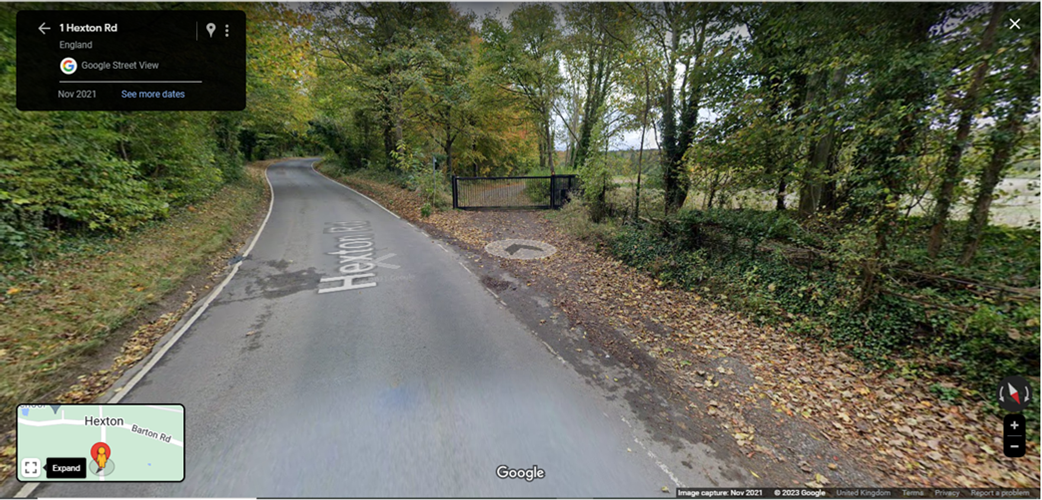 1 Hexton Rd
England
Google Street View
Nov 2021 See more dates
Hexton Rd
Hexton
Barton Rd
Expand
Google
Image capture: Nov 2021 © 2023 Google United Kingdom Terms Privacy Report a problem